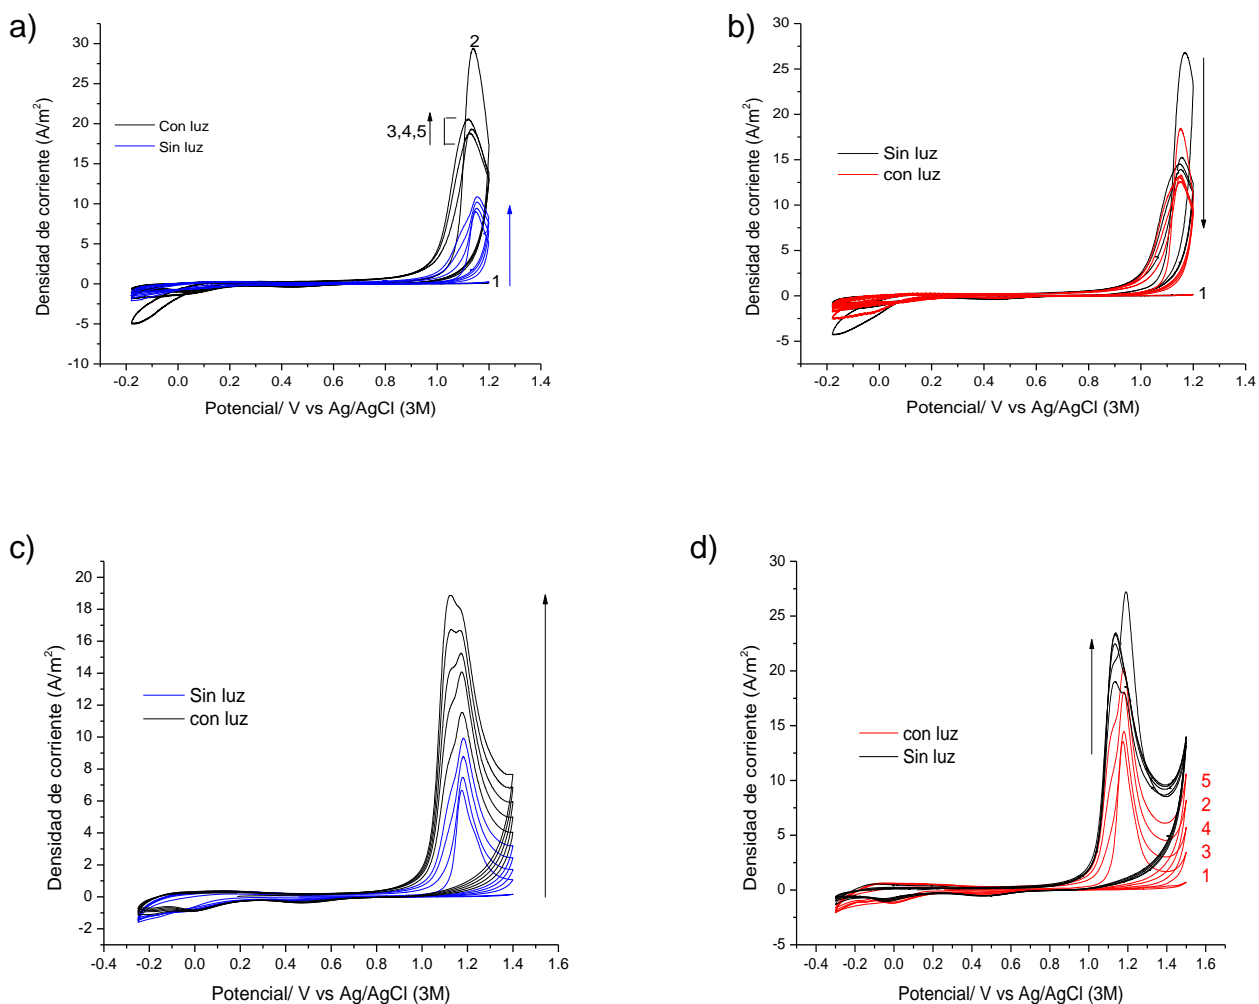 a)
Densidad de corriente (A/m²)
30
25
20
15
10
5
0
-5
-10
2
Con luz
Sin luz
3,4,5
1
-0.2 0.0 0.2 0.4 0.6 0.8 1.0 1.2 1.4
Potencial/ V vs Ag/AgCl (3M)
b)
Densidad de corriente (A/m²)
30
25
20
15
10
5
0
-5
Sin luz
con luz
1
-0.2 0.0 0.2 0.4 0.6 0.8 1.0 1.2 1.4
Potencial/ V vs Ag/AgCl (3M)
c)
Densidad de corriente (A/m²)
20
18
16
14
12
10
8
6
4
2
0
-2
Sin luz
con luz
-0.4 -0.2 0.0 0.2 0.4 0.6 0.8 1.0 1.2 1.4 1.6
Potencial/ V vs Ag/AgCl (3M)
d)
Densidad de corriente (A/m²)
30
25
20
15
10
5
0
-5
con luz
Sin luz
5
2
4
3
1
-0.4 -0.2 0.0 0.2 0.4 0.6 0.8 1.0 1.2 1.4 1.6
Potencial/ V vs Ag/AgCl (3M)